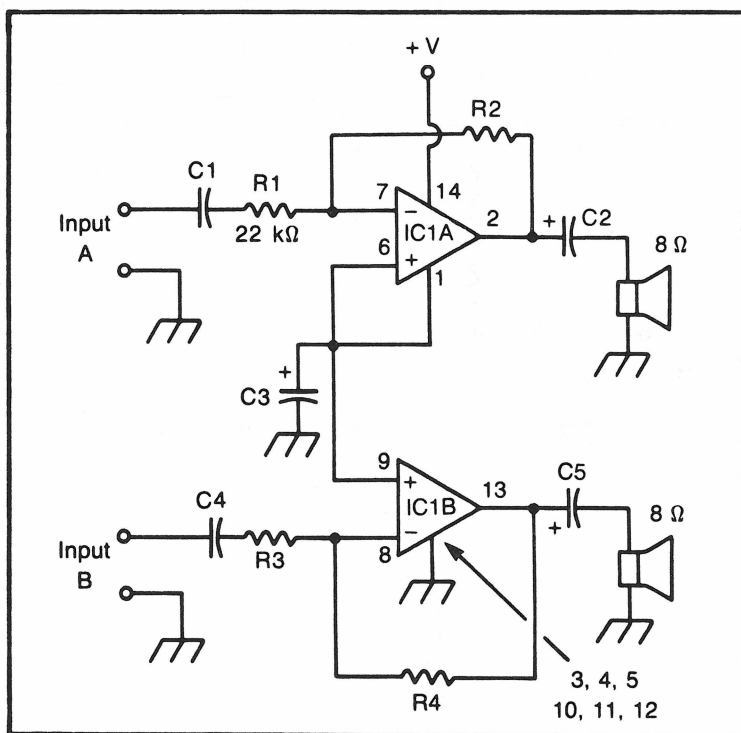 + V
R2
C1
R1
22 kΩ
7
14
−
IC1A
2
+
C2
8 Ω
Input
A
6
+
1
+
C3
9
+
IC1B
13
C5
+
8 Ω
C4
R3
8
−
Input
B
R4
3, 4, 5
10, 11, 12